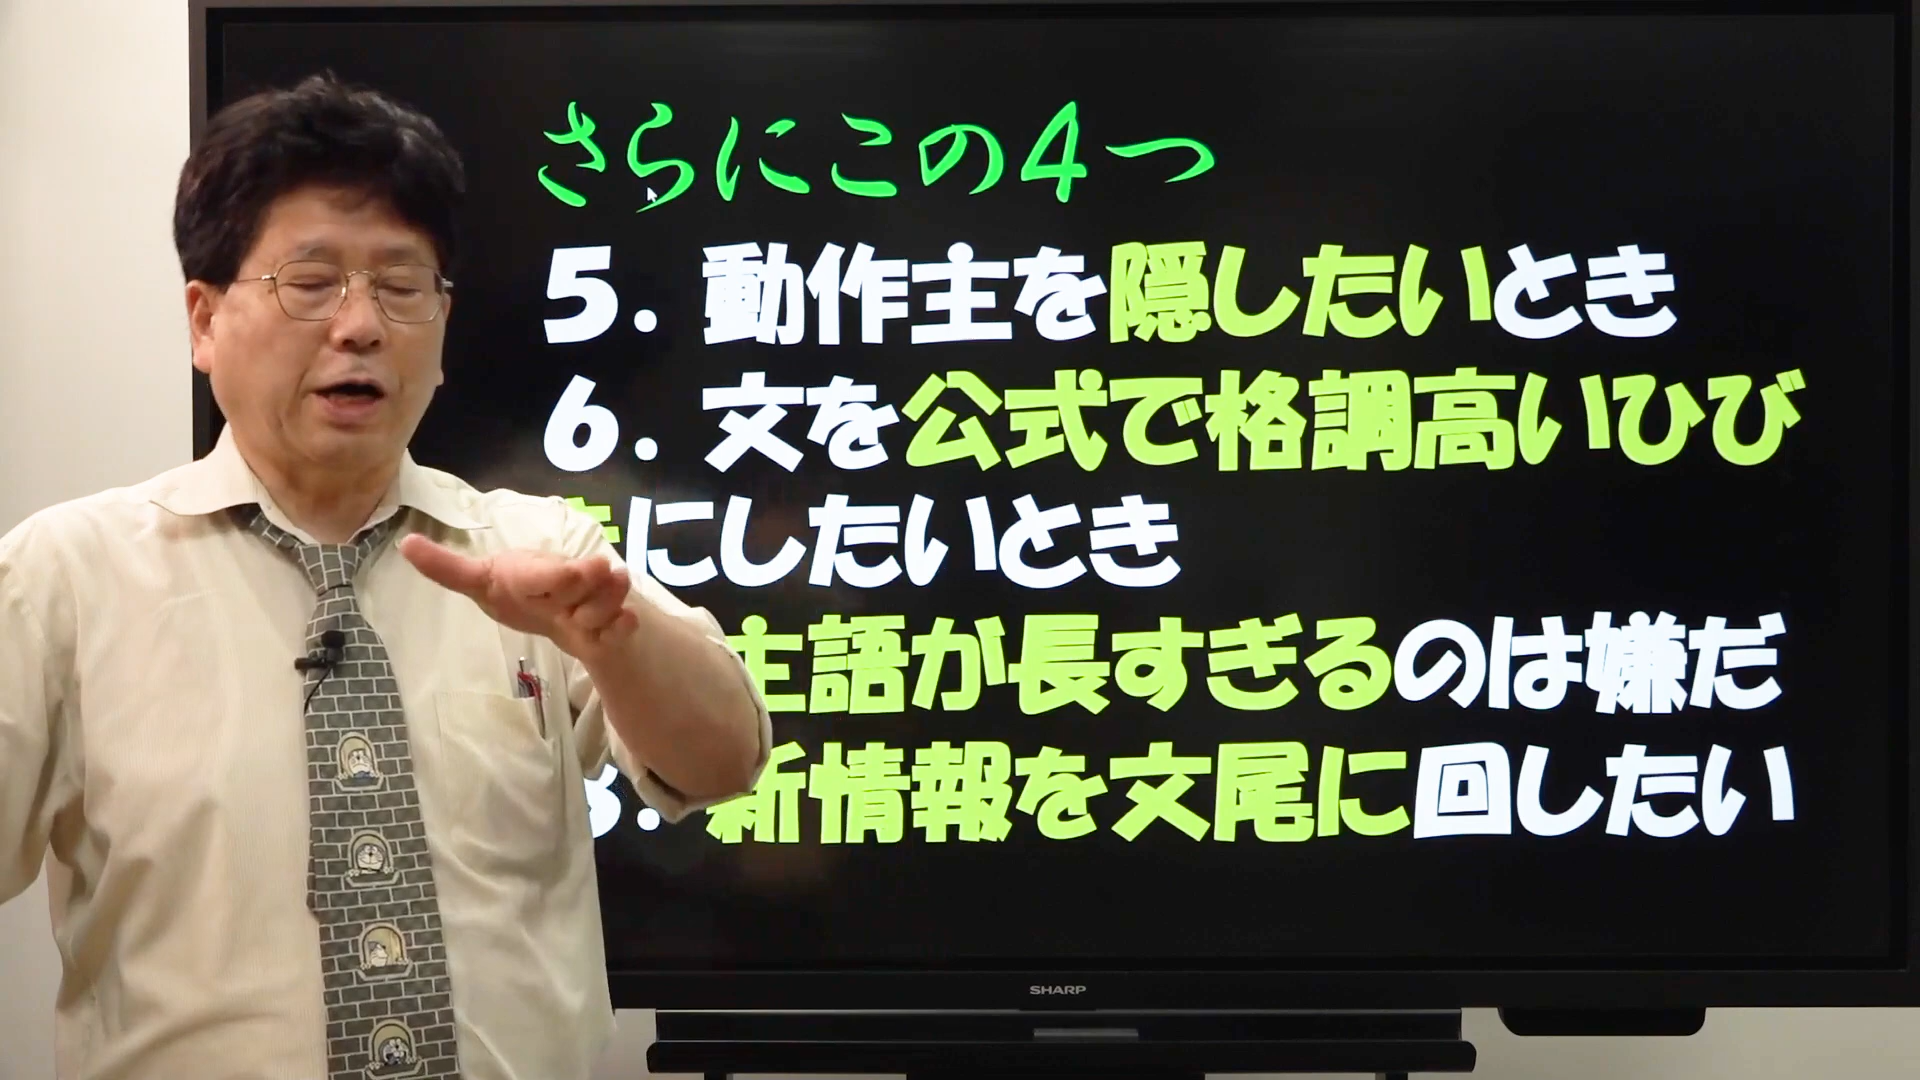 さらにこの4つ
5. 動作主を隠したいとき
6. 文を公式で格調高いひび
きにしたいとき
主語が長すぎるのは嫌だ
8. 新情報を文尾に回したい
SHARP